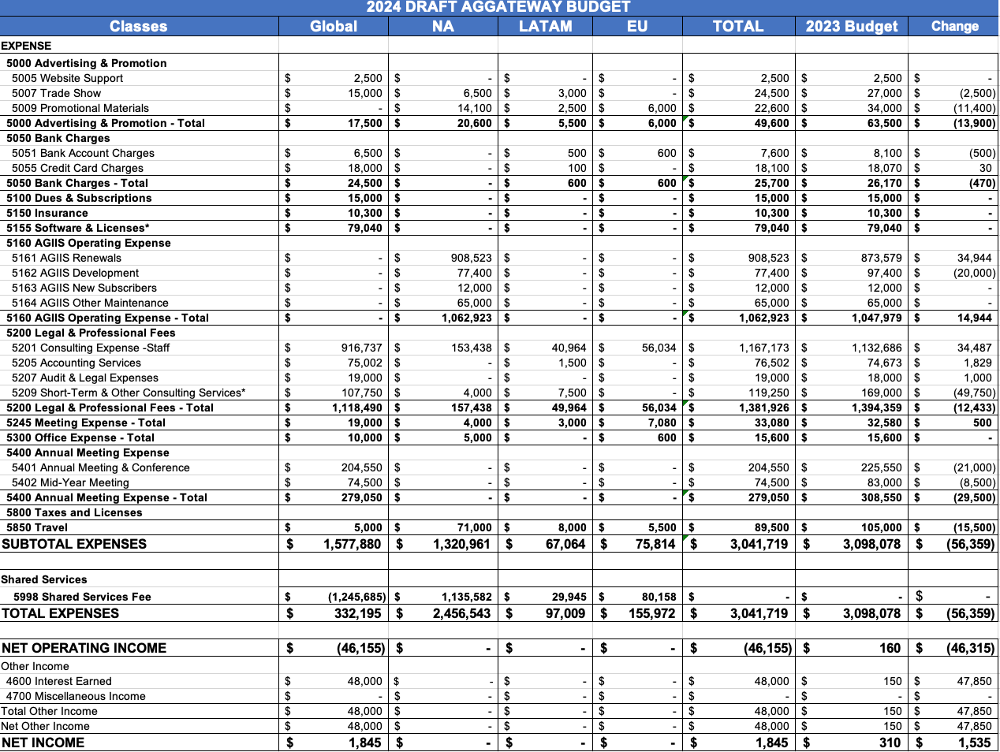 2024 DRAFT AGGATEWAY BUDGET
Classes Global NA LATAM EU TOTAL 2023 Budget Change
EXPENSE
5000 Advertising & Promotion
5005 Website Support $ 2,500 $ - $ - $ - $ 2,500 $ 2,500 $ -
5007 Trade Show $ 15,000 $ 6,500 $ 3,000 $ - $ 24,500 $ 27,000 $ (2,500)
5009 Promotional Materials $ - $ 14,100 $ 2,500 $ 6,000 $ 22,600 $ 34,000 $ (11,400)
5000 Advertising & Promotion - Total $ 17,500 $ 20,600 $ 5,500 $ 6,000 $ 49,600 $ 63,500 $ (13,900)
5050 Bank Charges
5051 Bank Account Charges $ 6,500 $ - $ 500 $ 600 $ 7,600 $ 8,100 $ (500)
5055 Credit Card Charges $ 18,000 $ - $ 100 $ - $ 18,100 $ 18,070 $ 30
5050 Bank Charges - Total $ 24,500 $ - $ 600 $ 600 $ 25,700 $ 26,170 $ (470)
5100 Dues & Subscriptions $ 15,000 $ - $ - $ - $ 15,000 $ 15,000 $ -
5150 Insurance $ 10,300 $ - $ - $ - $ 10,300 $ 10,300 $ -
5155 Software & Licenses* $ 79,040 $ - $ - $ - $ 79,040 $ 79,040 $ -
5160 AGIIS Operating Expense
5161 AGIIS Renewals $ - $ 908,523 $ - $ - $ 908,523 $ 873,579 $ 34,944
5162 AGIIS Development $ - $ 77,400 $ - $ - $ 77,400 $ 97,400 $ (20,000)
5163 AGIIS New Subscribers $ - $ 12,000 $ - $ - $ 12,000 $ 12,000 $ -
5164 AGIIS Other Maintenance $ - $ 65,000 $ - $ - $ 65,000 $ 65,000 $ -
5160 AGIIS Operating Expense - Total $ - $ 1,062,923 $ - $ - $ 1,062,923 $ 1,047,979 $ 14,944
5200 Legal & Professional Fees
5201 Consulting Expense -Staff $ 916,737 $ 153,438 $ 40,964 $ 56,034 $ 1,167,173 $ 1,132,686 $ 34,487
5205 Accounting Services $ 75,002 $ - $ 1,500 $ - $ 76,502 $ 74,673 $ 1,829
5207 Audit & Legal Expenses $ 19,000 $ - $ - $ - $ 19,000 $ 18,000 $ 1,000
5209 Short-Term & Other Consulting Services* $ 107,750 $ 4,000 $ 7,500 $ - $ 119,250 $ 169,000 $ (49,750)
5200 Legal & Professional Fees - Total $ 1,118,490 $ 157,438 $ 49,964 $ 56,034 $ 1,381,926 $ 1,394,359 $ (12,433)
5245 Meeting Expense - Total $ 19,000 $ 4,000 $ 3,000 $ 7,080 $ 33,080 $ 32,580 $ 500
5300 Office Expense - Total $ 10,000 $ 5,000 $ - $ 600 $ 15,600 $ 15,600 $ -
5400 Annual Meeting Expense
5401 Annual Meeting & Conference $ 204,550 $ - $ - $ - $ 204,550 $ 225,550 $ (21,000)
5402 Mid-Year Meeting $ 74,500 $ - $ - $ - $ 74,500 $ 83,000 $ (8,500)
5400 Annual Meeting Expense - Total $ 279,050 $ - $ - $ - $ 279,050 $ 308,550 $ (29,500)
5800 Taxes and Licenses
5850 Travel $ 5,000 $ 71,000 $ 8,000 $ 5,500 $ 89,500 $ 105,000 $ (15,500)
SUBTOTAL EXPENSES $ 1,577,880 $ 1,320,961 $ 67,064 $ 75,814 $ 3,041,719 $ 3,098,078 $ (56,359)
Shared Services
5998 Shared Services Fee $ (1,245,685) $ 1,135,582 $ 29,945 $ 80,158 $ - $ - $ -
TOTAL EXPENSES $ 332,195 $ 2,456,543 $ 97,009 $ 155,972 $ 3,041,719 $ 3,098,078 $ (56,359)
NET OPERATING INCOME $ (46,155) $ - $ - $ - $ (46,155) $ 160 $ (46,315)
Other Income
4600 Interest Earned $ 48,000 $ - $ - $ - $ 48,000 $ 150 $ 47,850
4700 Miscellaneous Income $ - $ - $ - $ - $ - $ - $ -
Total Other Income $ 48,000 $ - $ - $ - $ 48,000 $ 150 $ 47,850
Net Other Income $ 48,000 $ - $ - $ - $ 48,000 $ 150 $ 47,850
NET INCOME $ 1,845 $ - $ - $ - $ 1,845 $ 310 $ 1,535